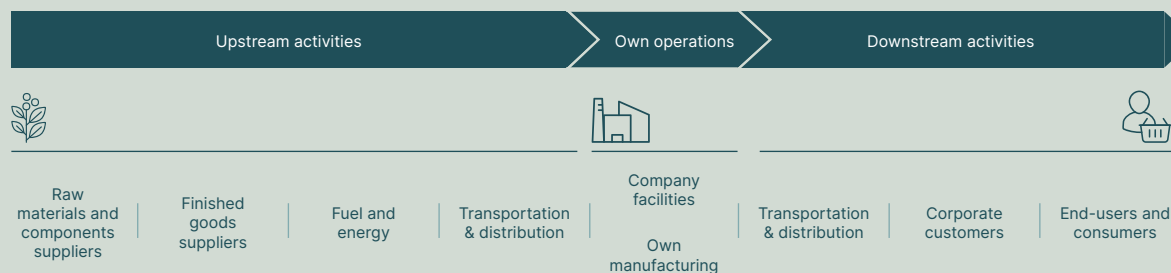 Upstream activities
Own operations
Downstream activities
Raw
materials and
components
suppliers
Finished
goods
suppliers
Fuel and
energy
Transportation
& distribution
Company
facilities
Own
manufacturing
Transportation
& distribution
Corporate
customers
End-users and
consumers